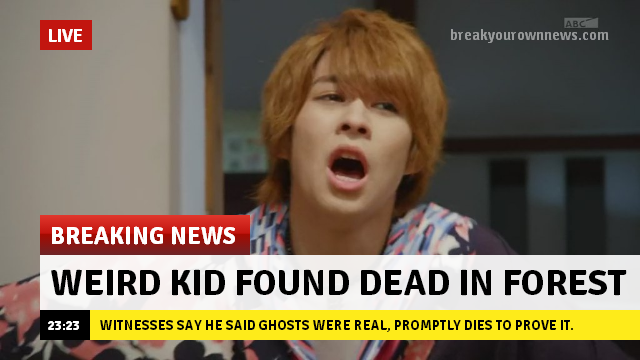 LIVE
ABC
breakyourownnews.com
BREAKING NEWS
WEIRD KID FOUND DEAD IN FOREST
23:23 WITNESSES SAY HE SAID GHOSTS WERE REAL, PROMPTLY DIES TO PROVE IT.